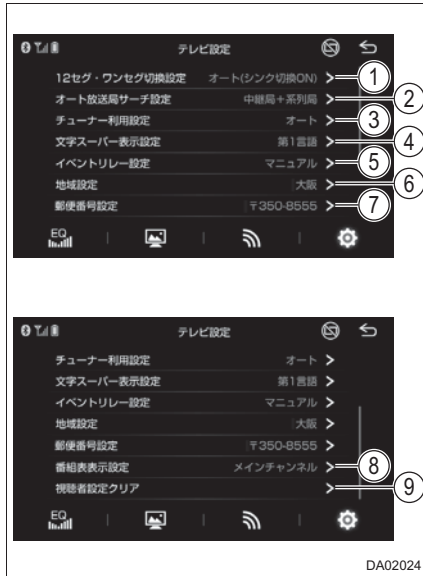 テレビ設定
12セグ・ワンセグ切換設定 オート(シンク切換ON) > 1
オート放送局サーチ設定 中継局＋系列局 > 2
チューナー利用設定 オート > 3
文字スーパー表示設定 第1言語 > 4
イベントリレー設定 マニュアル > 5
地域設定 大阪 > 6
郵便番号設定 〒350-8555 > 7
EQ
テレビ設定
チューナー利用設定 オート >
文字スーパー表示設定 第1言語 >
イベントリレー設定 マニュアル >
地域設定 大阪 >
郵便番号設定 〒350-8555 >
番組表表示設定 メインチャンネル > 8
視聴者設定クリア > 9
EQ
DA02024